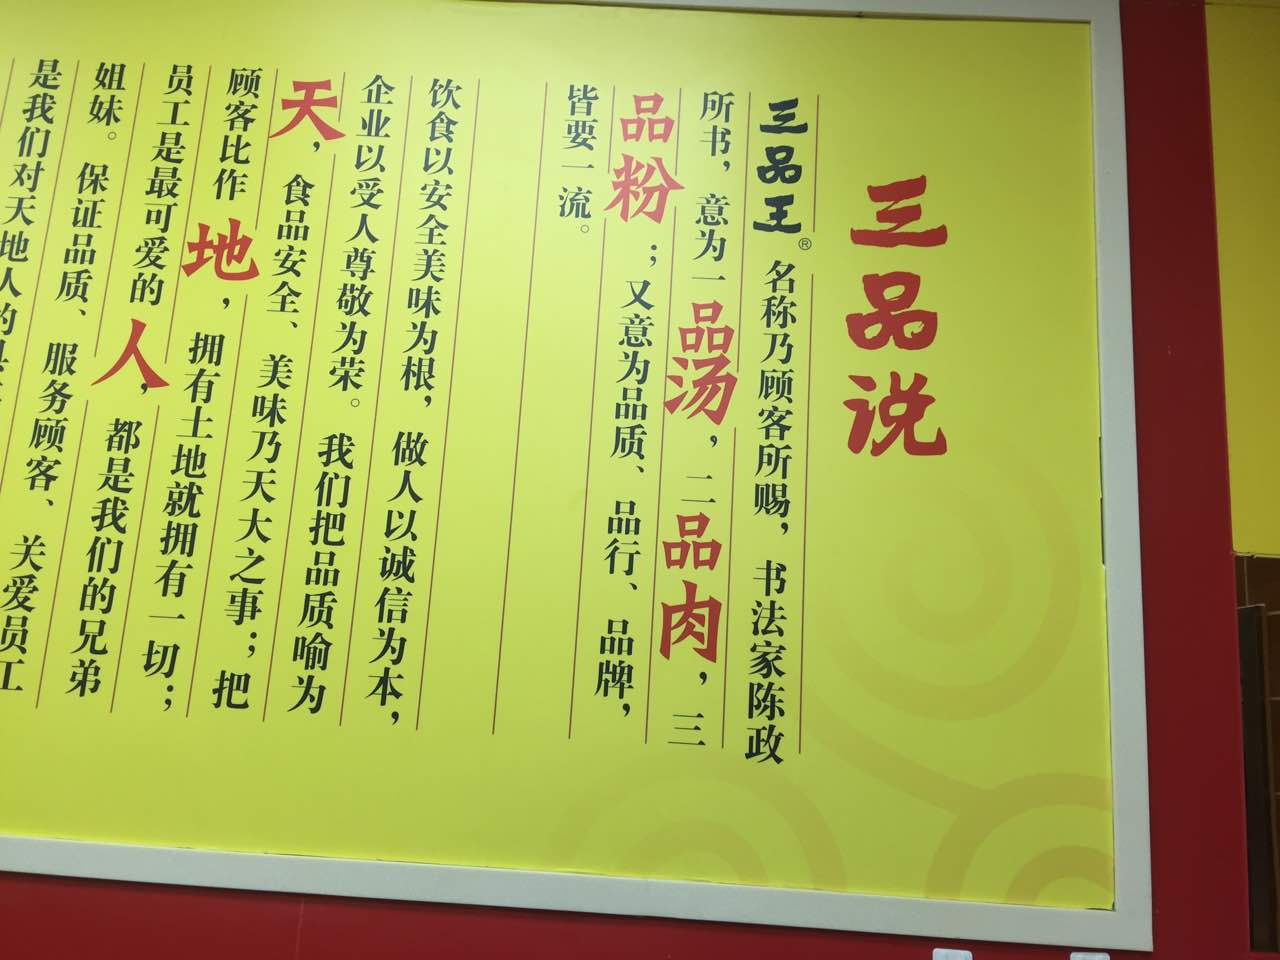 三品说
三品王® 名称乃顾客所赐，书法家陈政
所书，意为一品汤，二品肉，三
品粉；又意为品质、品行、品牌，
皆要一流。
饮食以安全美味为根，做人以诚信为本，
企业以受人尊敬为荣。我们把品质喻为
天，食品安全、美味乃天大之事；把
顾客比作地，拥有土地就拥有一切；
员工是最可爱的人，都是我们的兄弟
姐妹。保证品质、服务顾客、关爱员工
是我们对天地人的